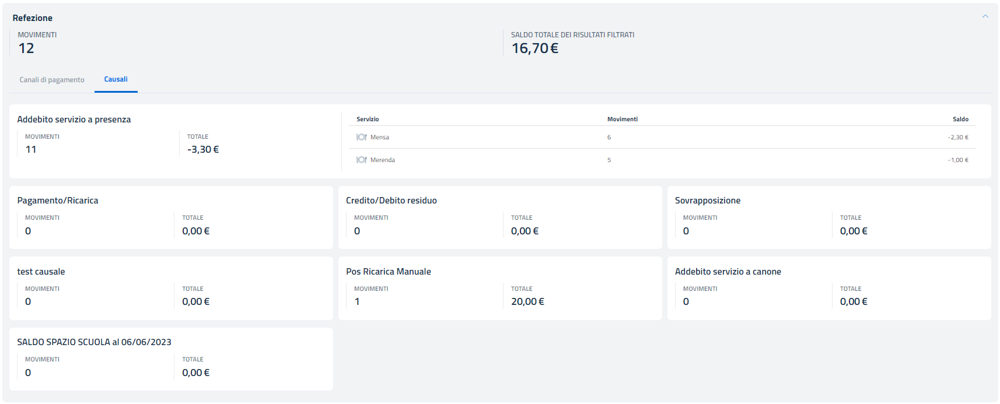 Refezione
MOVIMENTI
12
SALDO TOTALE DEI RISULTATI FILTRATI
16,70 €
Canali di pagamento
Causali
Addebito servizio a presenza
MOVIMENTI
11
TOTALE
-3,30 €
Servizio Movimenti Saldo
Mensa 6 -2,30 €
Merenda 5 -1,00 €
Pagamento/Ricarica
MOVIMENTI
0
TOTALE
0,00 €
Credito/Debito residuo
MOVIMENTI
0
TOTALE
0,00 €
Sovrapposizione
MOVIMENTI
0
TOTALE
0,00 €
test causale
MOVIMENTI
0
TOTALE
0,00 €
Pos Ricarica Manuale
MOVIMENTI
1
TOTALE
20,00 €
Addebito servizio a canone
MOVIMENTI
0
TOTALE
0,00 €
SALDO SPAZIO SCUOLA al 06/06/2023
MOVIMENTI
0
TOTALE
0,00 €